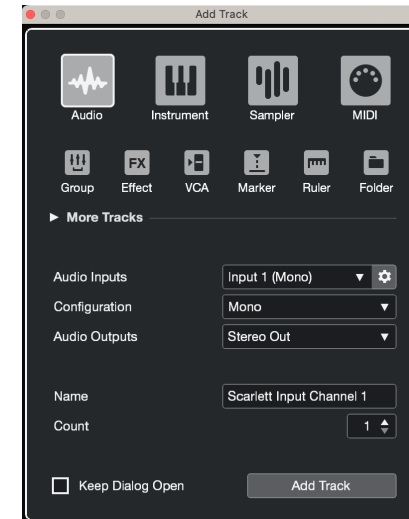 Add Track
Audio Instrument Sampler MIDI
FX
Group Effect VCA Marker Ruler Folder
More Tracks
Audio Inputs Input 1 (Mono)
Configuration Mono
Audio Outputs Stereo Out
Name Scarlett Input Channel 1
Count 1
Keep Dialog Open Add Track